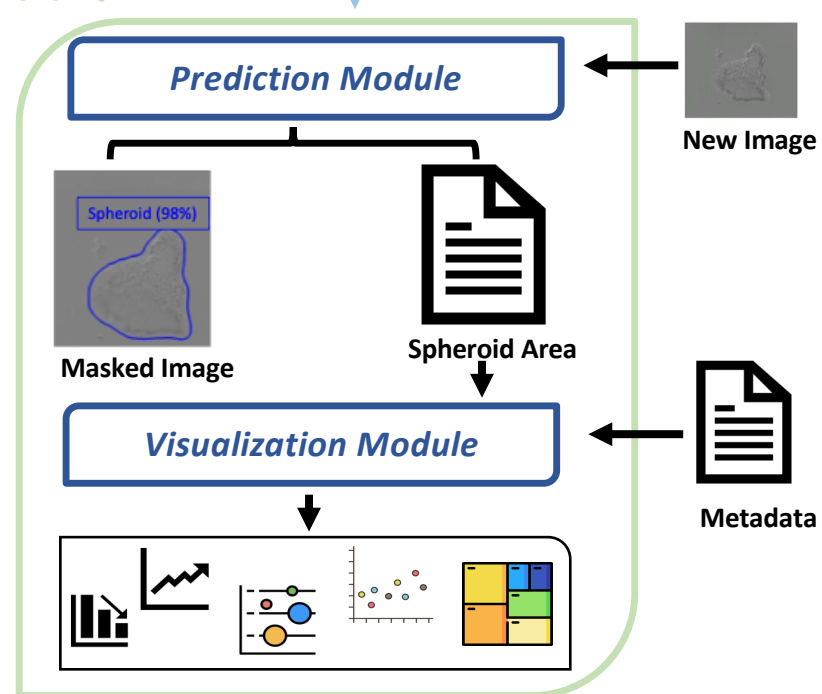 Prediction Module
New Image
Spheroid (98%)
Masked Image
Spheroid Area
Visualization Module
Metadata